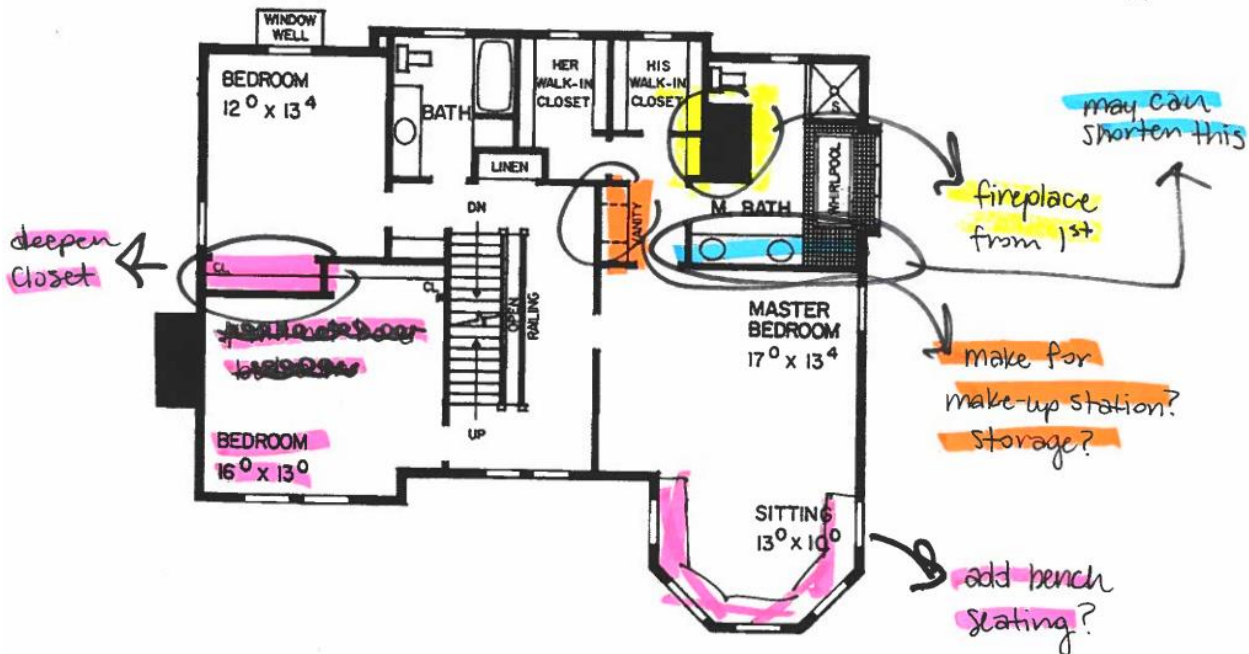 WINDOW
WELL
BEDROOM
12⁰ x 13⁴
BATH
HER
WALK-IN
CLOSET
HIS
WALK-IN
CLOSET
S
WHIRLPOOL
LINEN
DN
VANITY
M. BATH
CL.
CL
OPEN
RAILING
UP
MASTER
BEDROOM
17⁰ x 13⁴
BEDROOM
16⁰ x 13⁰
SITTING
13⁰ x 10⁰
may can
shorten this
fireplace
from 1st
deepen
closet
make for
make-up station?
storage?
add bench
seating?